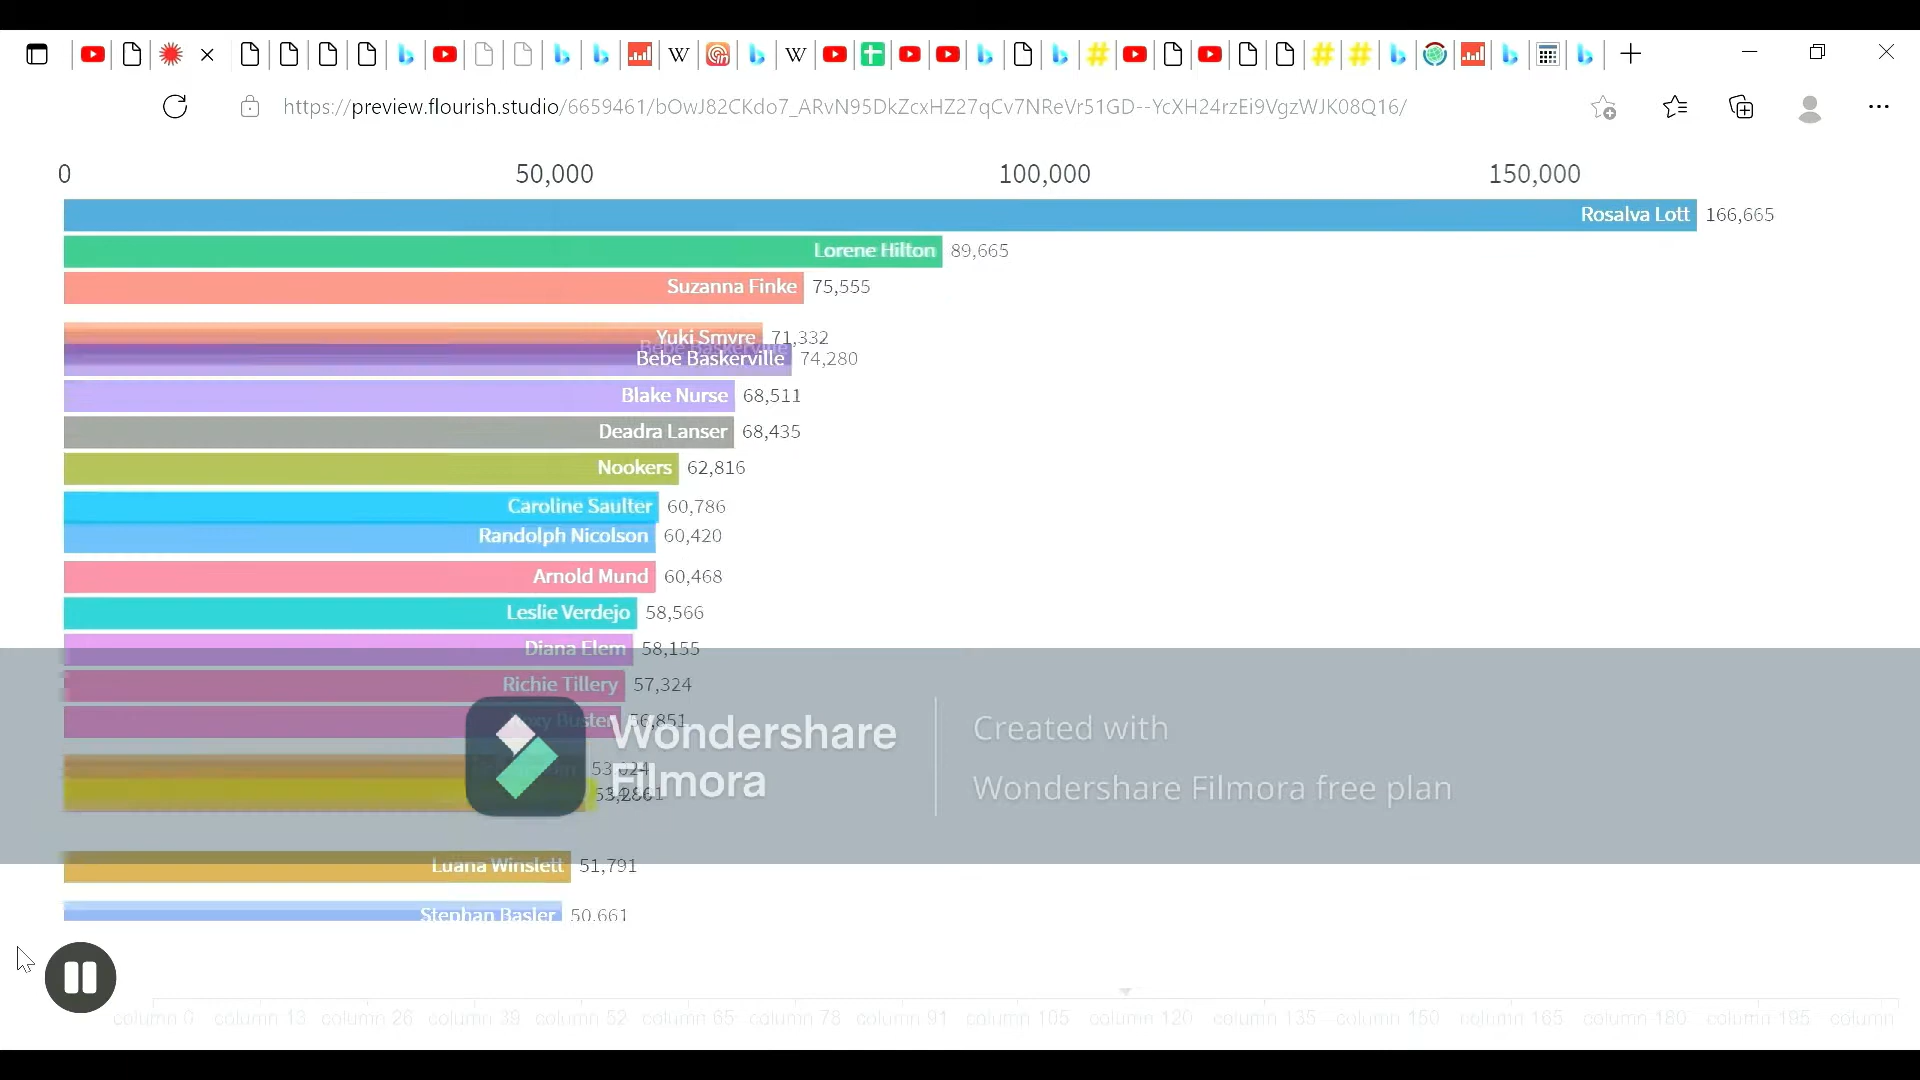 https://preview.flourish.studio/6659461/bOwJ82CKdo7_ARvN95DkZcxHZ27qCv7NReVr51GD--YcXH24rzEi9VgzWJK08Q16/
0 50,000 100,000 150,000
Rosalva Lott 166,665
Lorene Hilton 89,665
Suzanna Finke 75,555
Yuki Smyre 71,332
Bebe Baskerville 74,280
Blake Nurse 68,511
Deadra Lanser 68,435
Nookers 62,816
Caroline Saulter 60,786
Randolph Nicolson 60,420
Arnold Mund 60,468
Leslie Verdejo 58,566
Diana Elem 58,155
Richie Tillery 57,324
Buster 56,851
Wondershare Filmora
Created with
Wondershare Filmora free plan
Luana Winslett 51,791
Stephan Basler 50,661
column 0 column 13 column 26 column 39 column 52 column 65 column 78 column 91 column 105 column 120 column 135 column 150 column 165 column 180 column 195 column